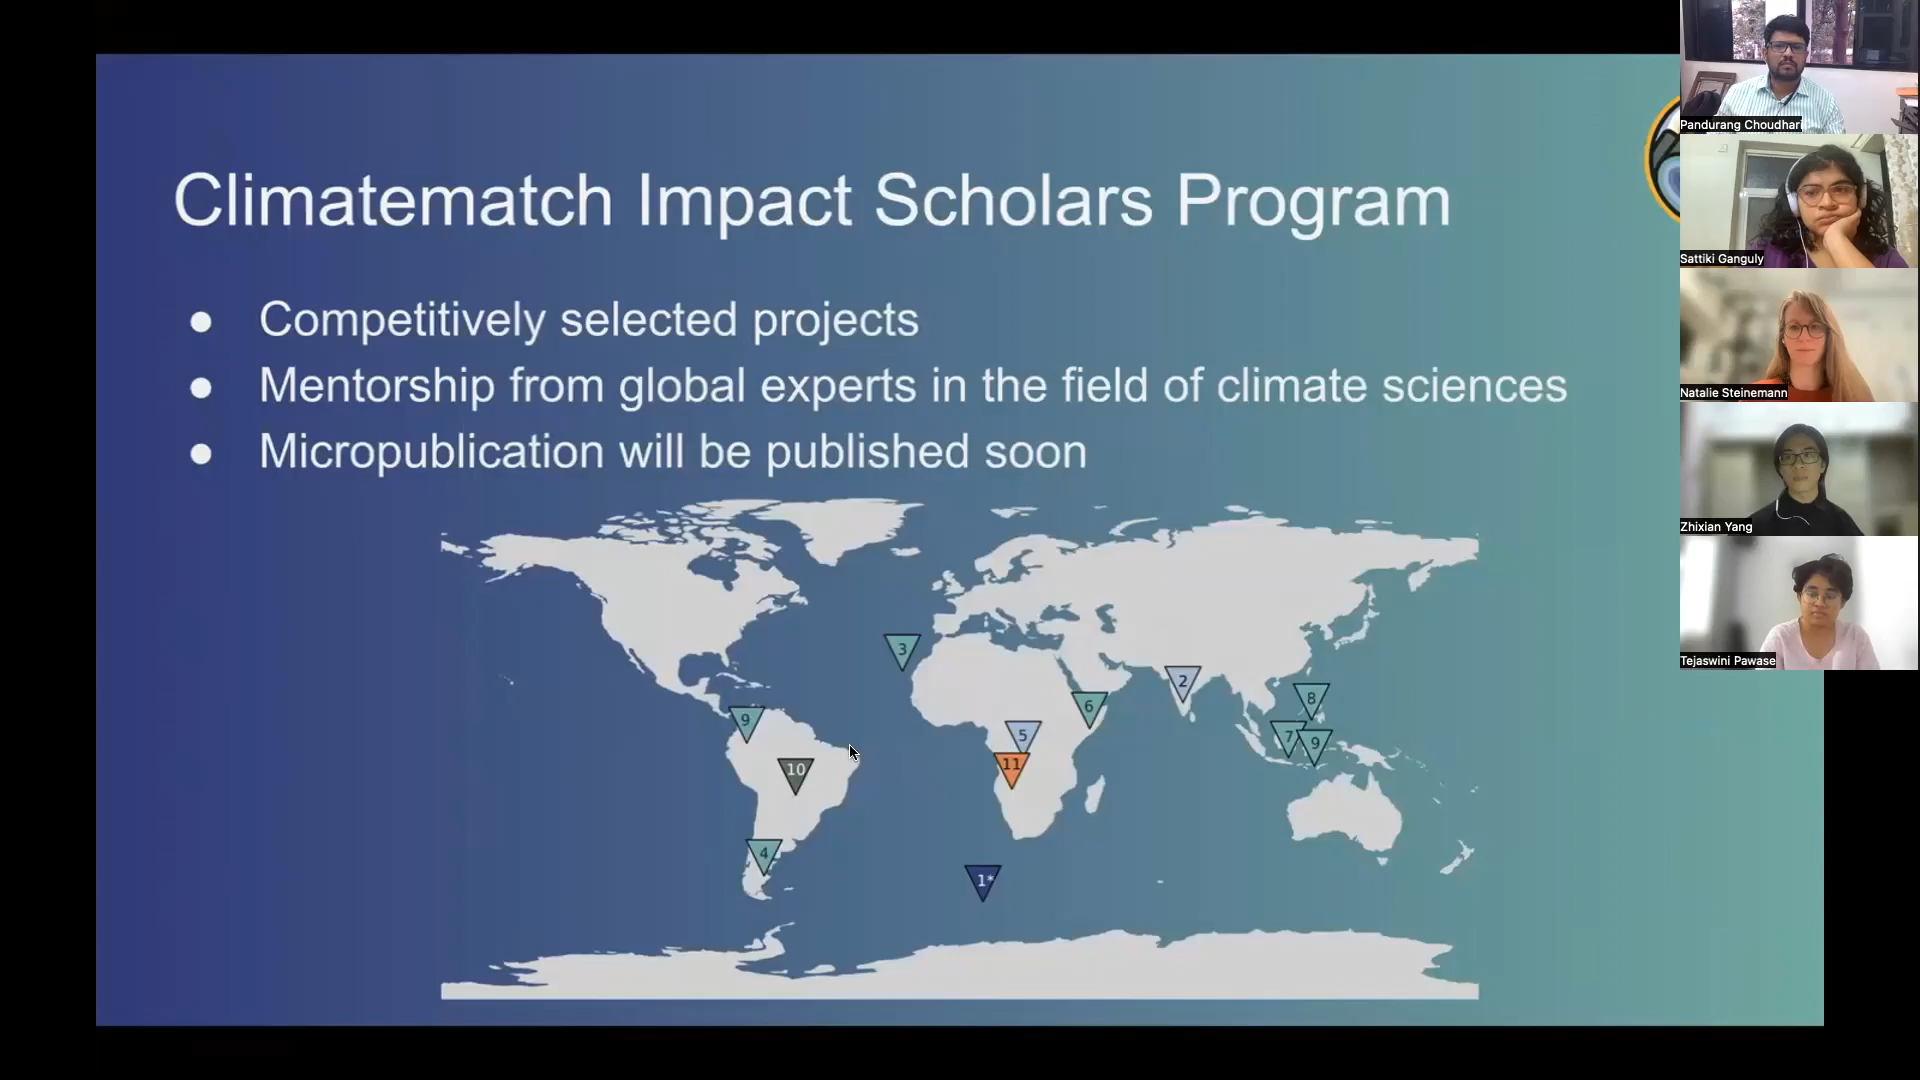 Climatematch Impact Scholars Program
● Competitively selected projects
● Mentorship from global experts in the field of climate sciences
● Micropublication will be published soon
3
2
6
8
9
5
7
9
11
10
4
1*
Pandurang Choudhari
Sattiki Ganguly
Natalie Steinemann
Zhixian Yang
Tejaswini Pawase